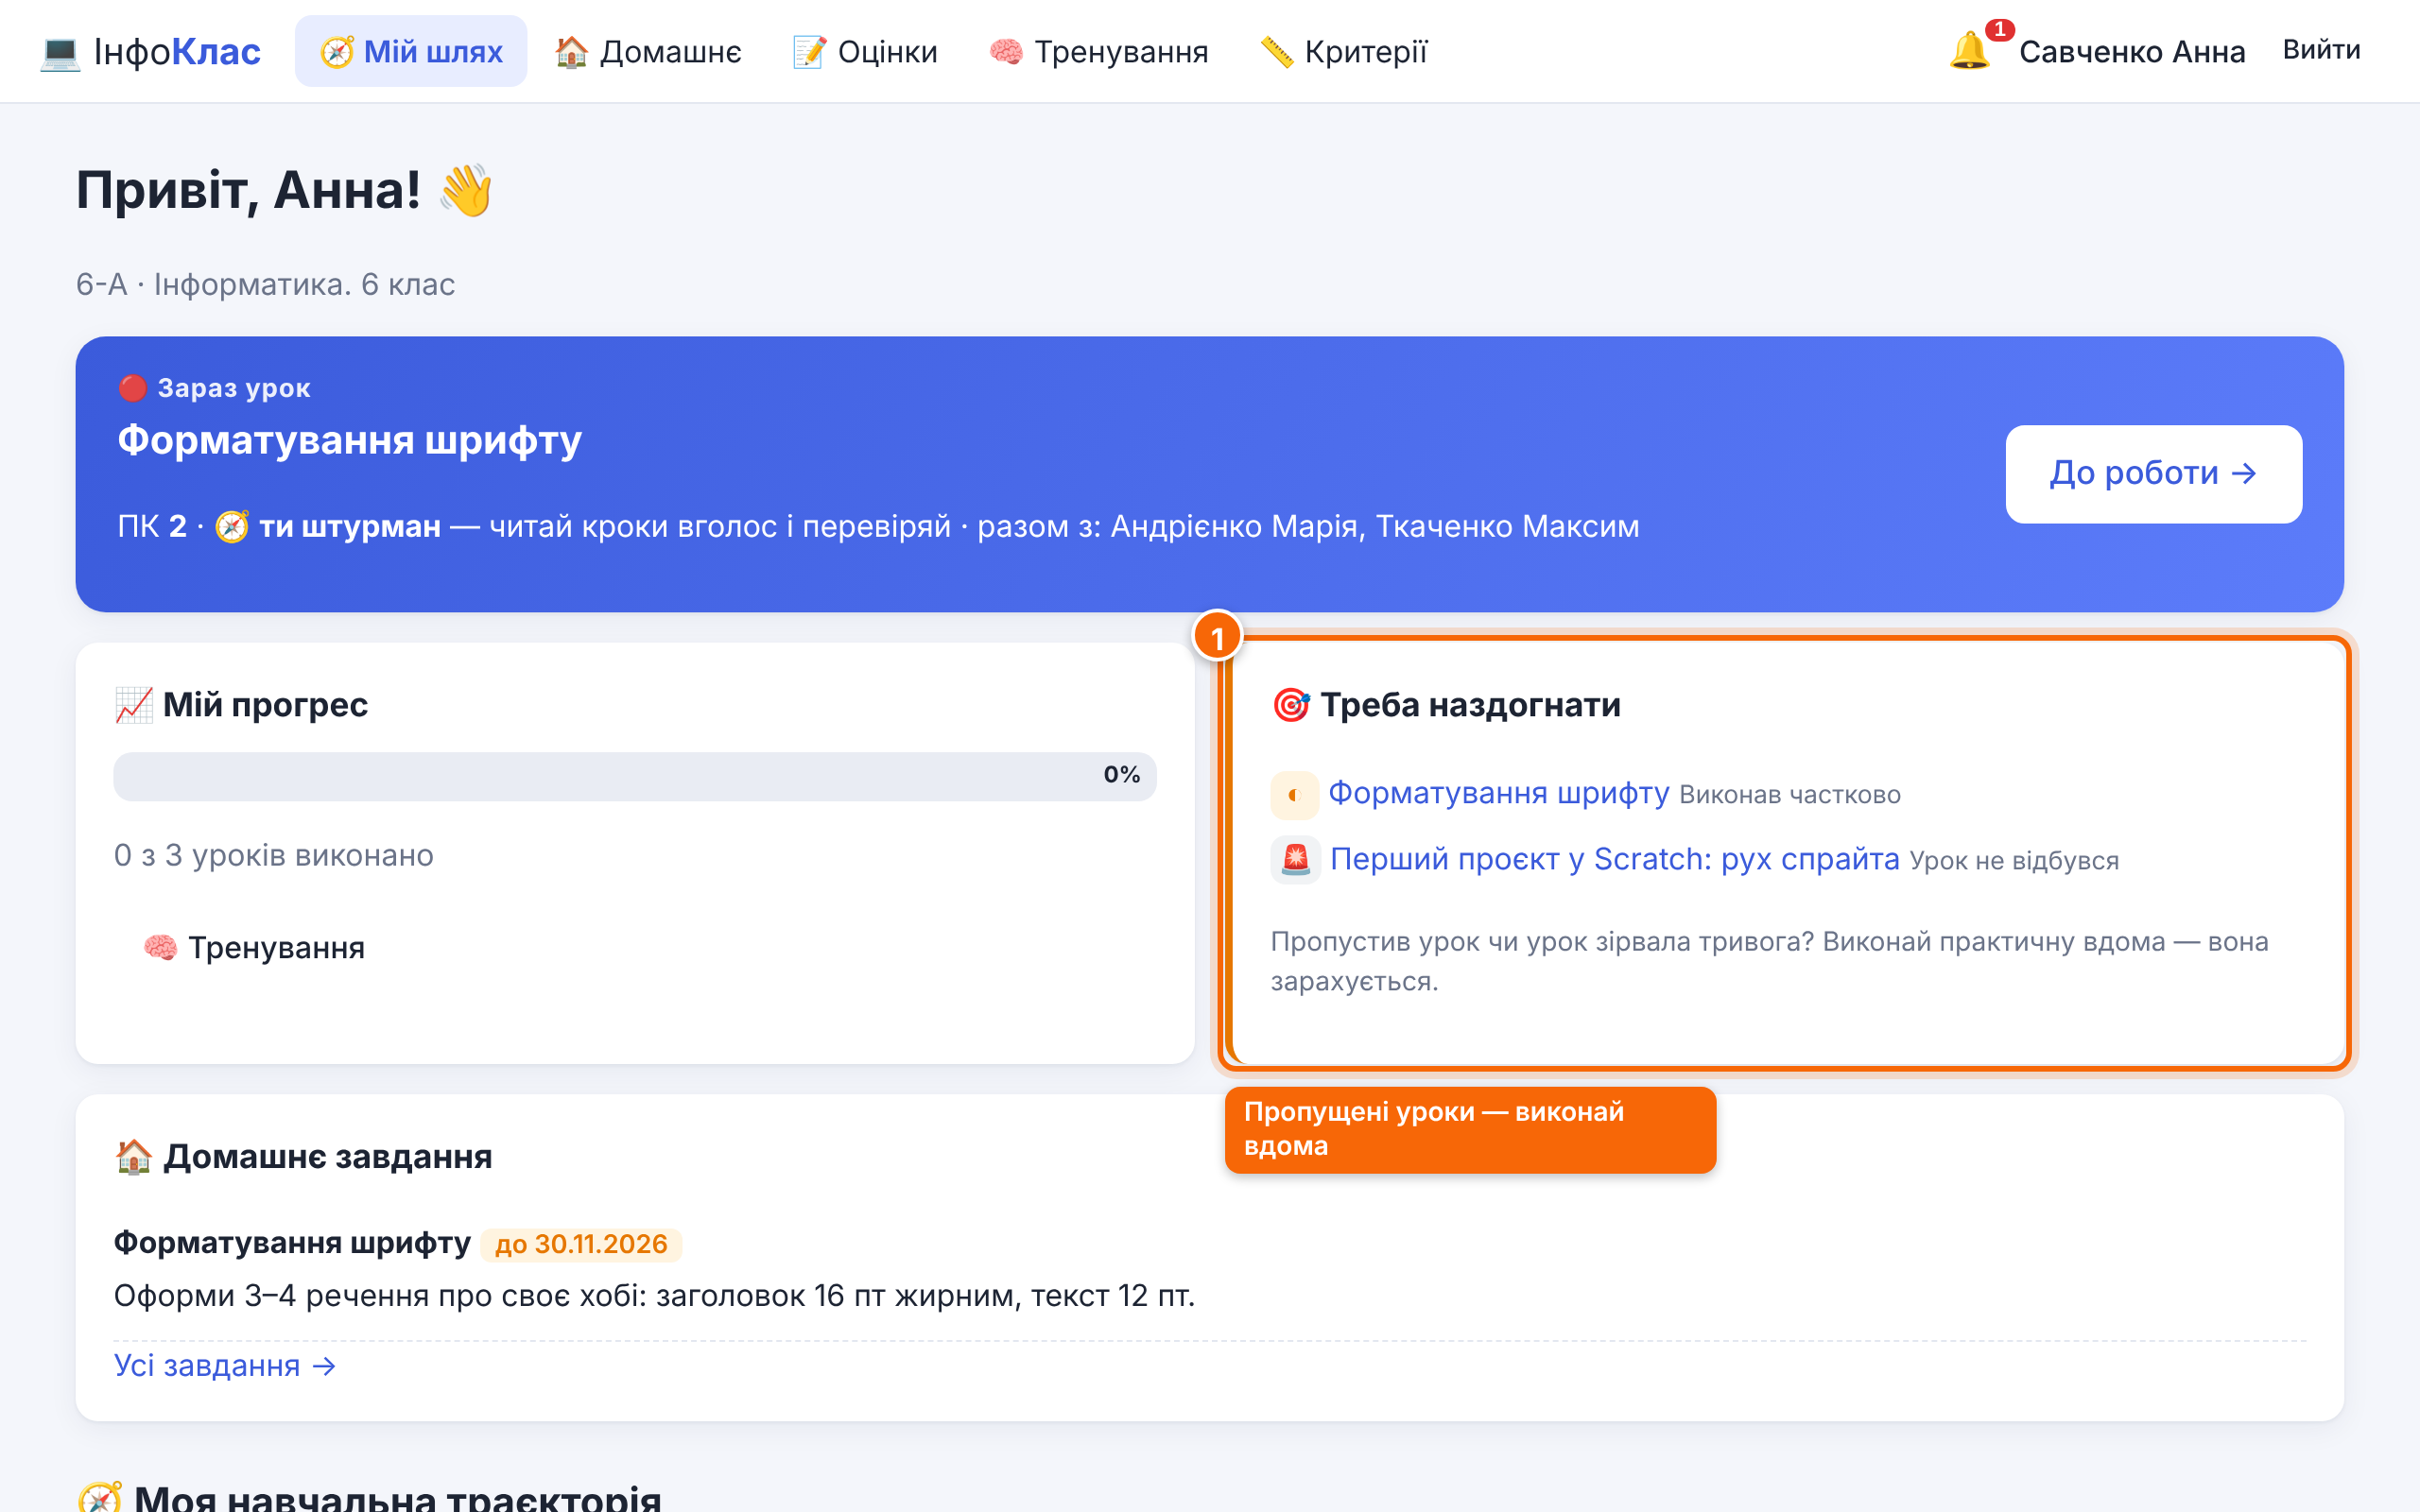 💻 ІнфоКлас
🧭 Мій шлях
🏠 Домашнє
📝 Оцінки
🧠 Тренування
📏 Критерії
🔔 1
Савченко Анна
Вийти
Привіт, Анна! 👋
6-А · Інформатика. 6 клас
🔴 Зараз урок
Форматування шрифту
ПК 2 · 🧭 ти штурман — читай кроки вголос і перевіряй · разом з: Андрієнко Марія, Ткаченко Максим
До роботи →
📈 Мій прогрес
0%
0 з 3 уроків виконано
🧠 Тренування
1
🎯 Треба наздогнати
Форматування шрифту Виконав частково
🚨 Перший проєкт у Scratch: рух спрайта Урок не відбувся
Пропустив урок чи урок зірвала тривога? Виконай практичну вдома — вона
зарахується.
Пропущені уроки — виконай
вдома
🏠 Домашнє завдання
Форматування шрифту до 30.11.2026
Оформи 3–4 речення про своє хобі: заголовок 16 пт жирним, текст 12 пт.
Усі завдання →
🧭 Моя навчальна траєкторія